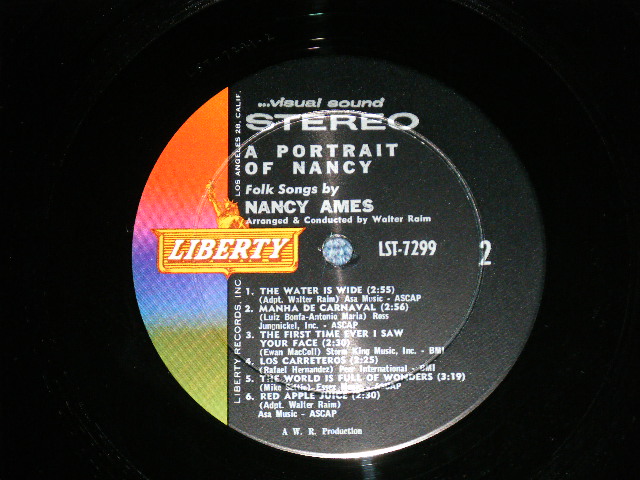 ...visual sound
STEREO
A PORTRAIT
OF NANCY
Folk Songs by
NANCY AMES
Arranged & Conducted by Walter Raim
LIBERTY
LST-7299
2
1. THE WATER IS WIDE (2:55)
(Adpt. Walter Raim) Asa Music - ASCAP
2. MANHA DE CARNAVAL (2:56)
(Luiz Bonfa-Antonio Maria) Ross
Jungnickel, Inc. - ASCAP
3. THE FIRST TIME EVER I SAW
YOUR FACE (2:30)
(Ewan MacColl) Storm King Music, Inc. - BMI
4. LOS CARRETEROS (2:25)
(Rafael Hernandez) Peer International - BMI
5. THE WORLD IS FULL OF WONDERS (3:19)
(Mike Settle) Essex Music - ASCAP
6. RED APPLE JUICE (2:30)
(Adpt. Walter Raim)
Asa Music - ASCAP
A W. R. Production
LIBERTY RECORDS, INC.
LOS ANGELES 28, CALIF.